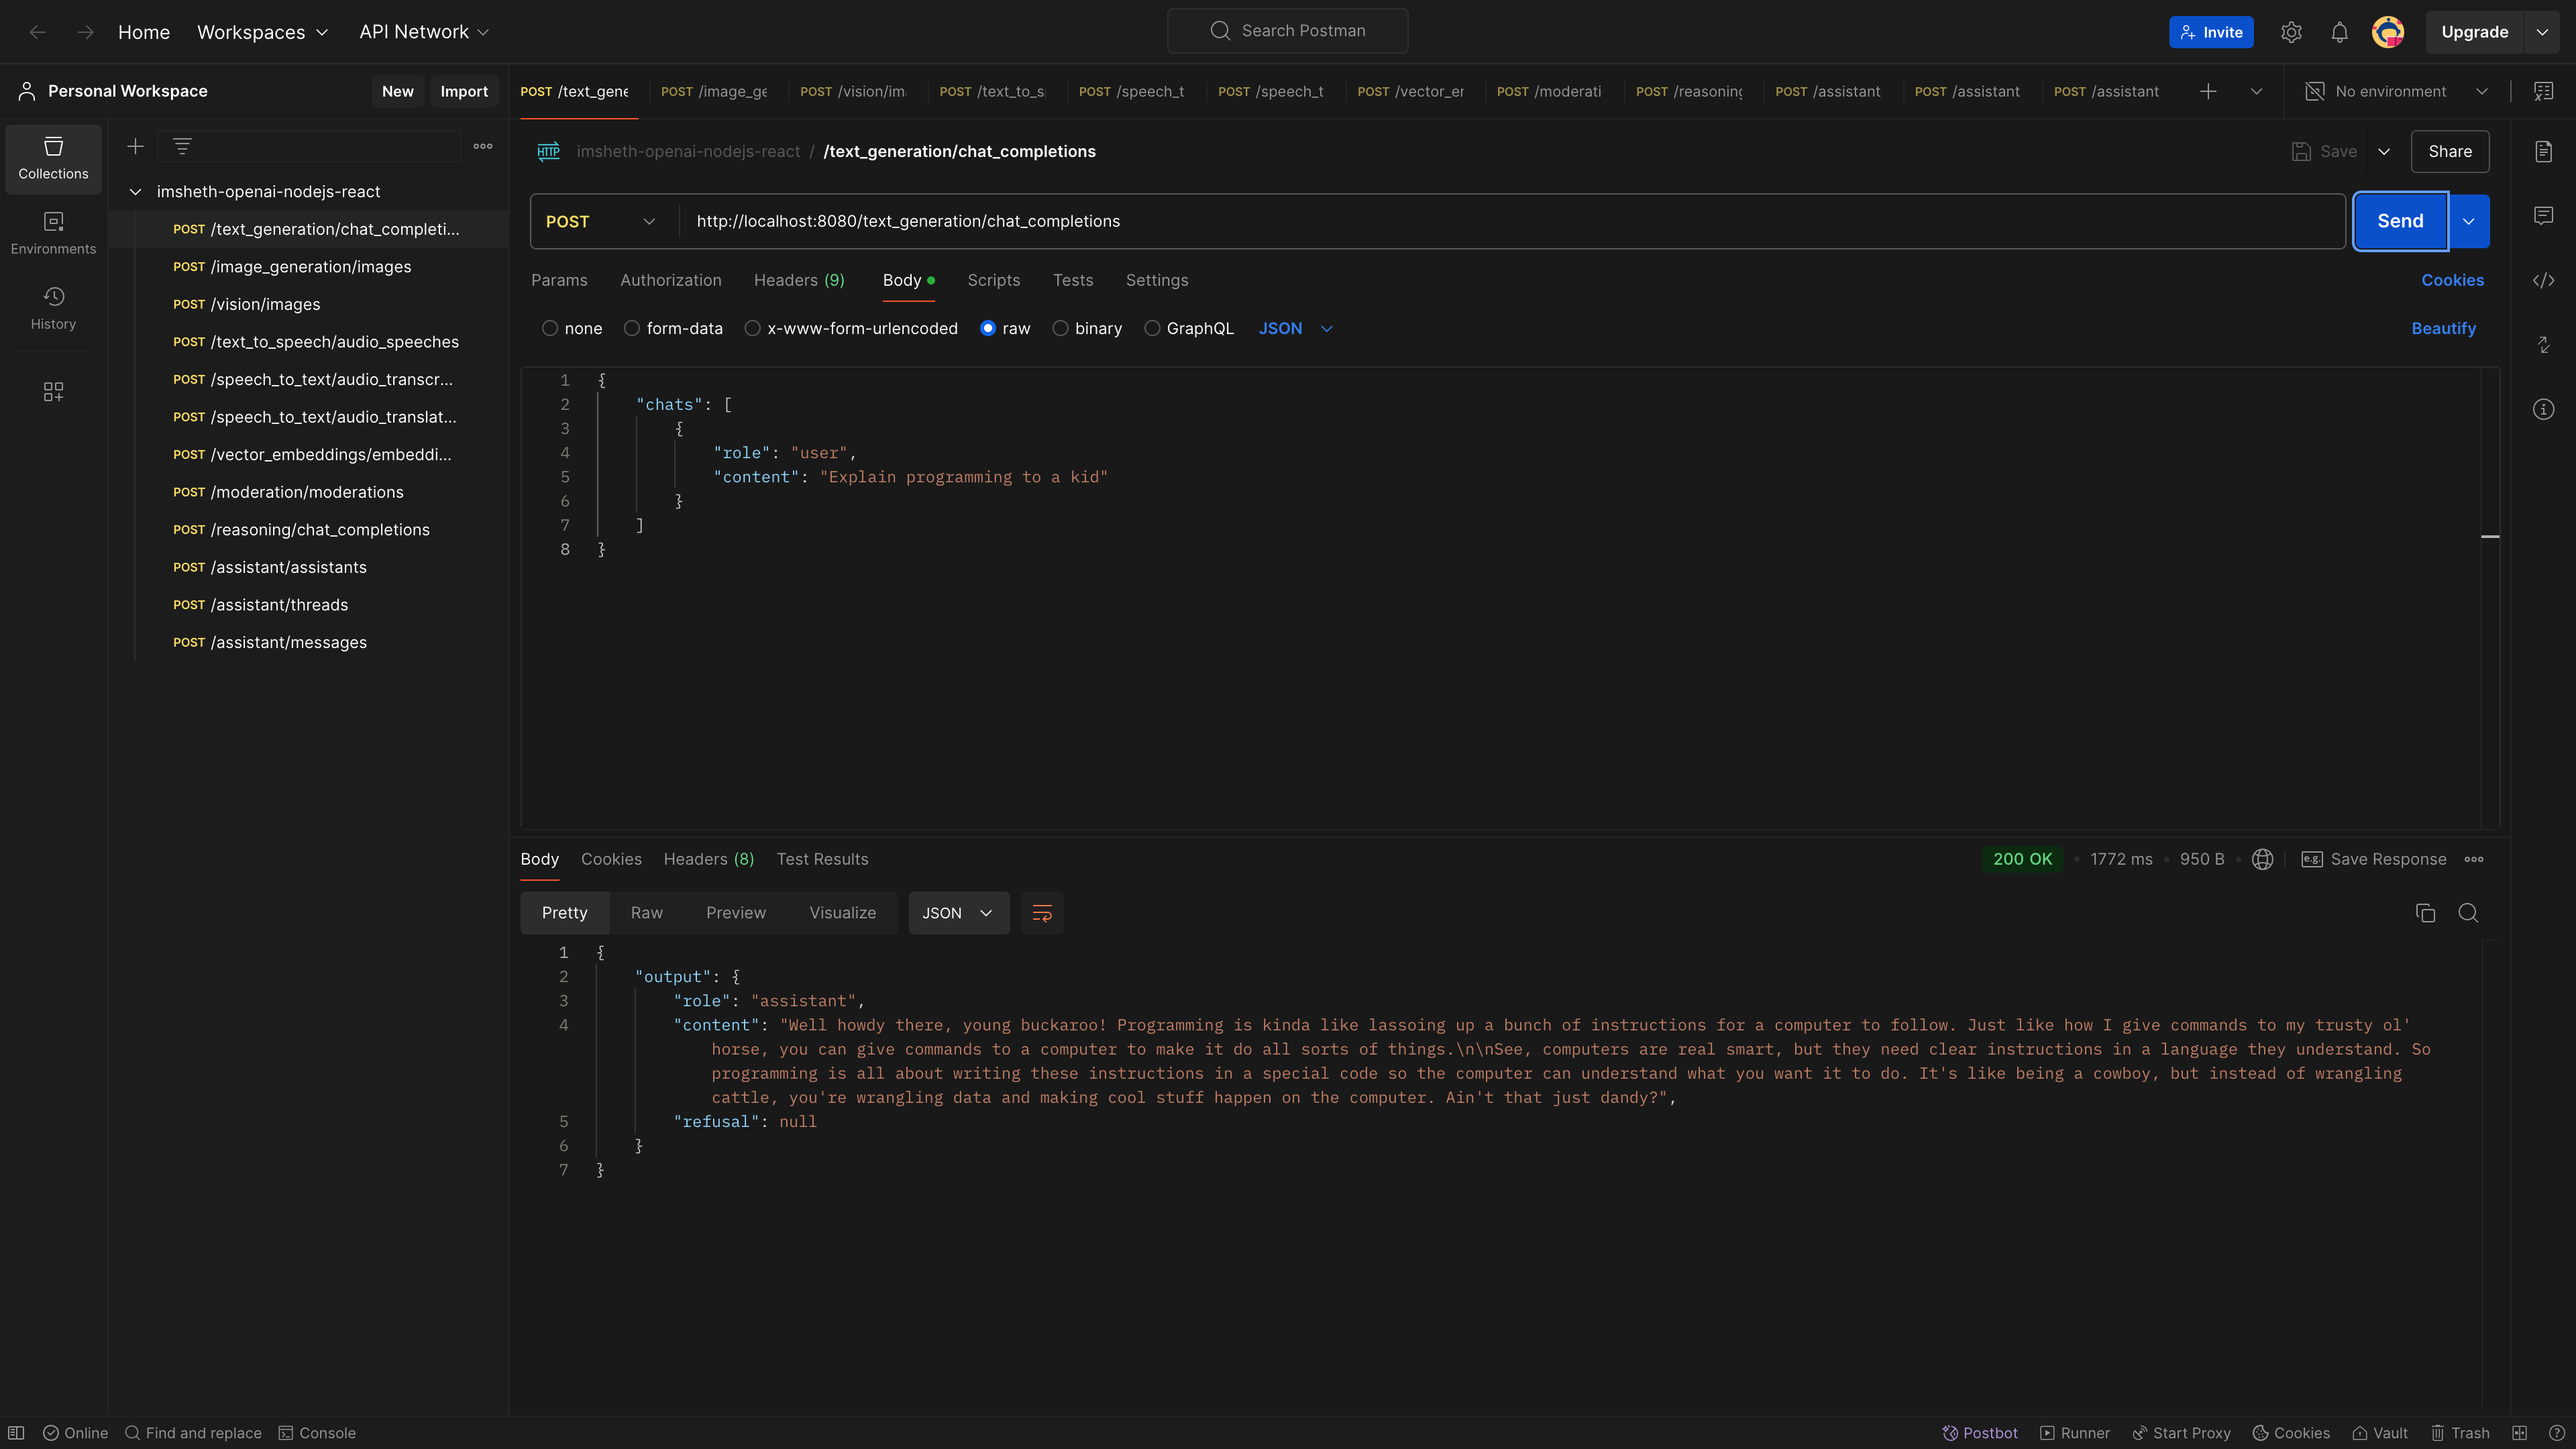 Home Workspaces API Network Search Postman Invite Upgrade
Personal Workspace New Import
POST /text_gene POST /image_ge POST /vision/im POST /text_to_s POST /speech_t POST /speech_t POST /vector_er POST /moderati POST /reasoning POST /assistant POST /assistant POST /assistant No environment
Collections
Environments
History
imsheth-openai-nodejs-react
POST /text_generation/chat_completi...
POST /image_generation/images
POST /vision/images
POST /text_to_speech/audio_speeches
POST /speech_to_text/audio_transcr...
POST /speech_to_text/audio_translat...
POST /vector_embeddings/embeddi...
POST /moderation/moderations
POST /reasoning/chat_completions
POST /assistant/assistants
POST /assistant/threads
POST /assistant/messages
HTTP imsheth-openai-nodejs-react / /text_generation/chat_completions Save Share
POST http://localhost:8080/text_generation/chat_completions Send
Params Authorization Headers (9) Body Scripts Tests Settings Cookies
none form-data x-www-form-urlencoded raw binary GraphQL JSON Beautify
1 {
2 "chats": [
3 {
4 "role": "user",
5 "content": "Explain programming to a kid"
6 }
7 ]
8 }
Body Cookies Headers (8) Test Results 200 OK 1772 ms 950 B e.g. Save Response
Pretty Raw Preview Visualize JSON
1 {
2 "output": {
3 "role": "assistant",
4 "content": "Well howdy there, young buckaroo! Programming is kinda like lassoing up a bunch of instructions for a computer to follow. Just like how I give commands to my trusty ol'
horse, you can give commands to a computer to make it do all sorts of things.\n\nSee, computers are real smart, but they need clear instructions in a language they understand. So
programming is all about writing these instructions in a special code so the computer can understand what you want it to do. It's like being a cowboy, but instead of wrangling
cattle, you're wrangling data and making cool stuff happen on the computer. Ain't that just dandy?",
5 "refusal": null
6 }
7 }
Online Find and replace Console Postbot Runner Start Proxy Cookies Vault Trash